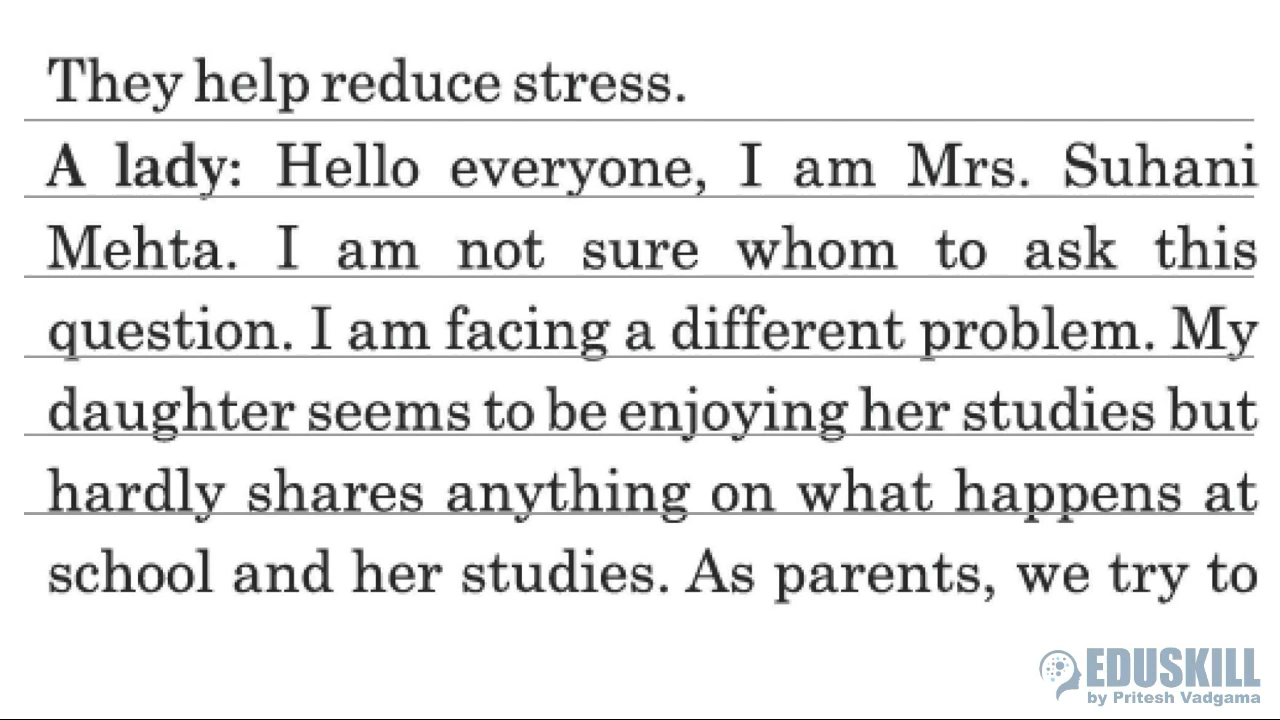 They help reduce stress.
A lady: Hello everyone, I am Mrs. Suhani
Mehta. I am not sure whom to ask this
question. I am facing a different problem. My
daughter seems to be enjoying her studies but
hardly shares anything on what happens at
school and her studies. As parents, we try to
EDUSKILL
by Pritesh Vadgama